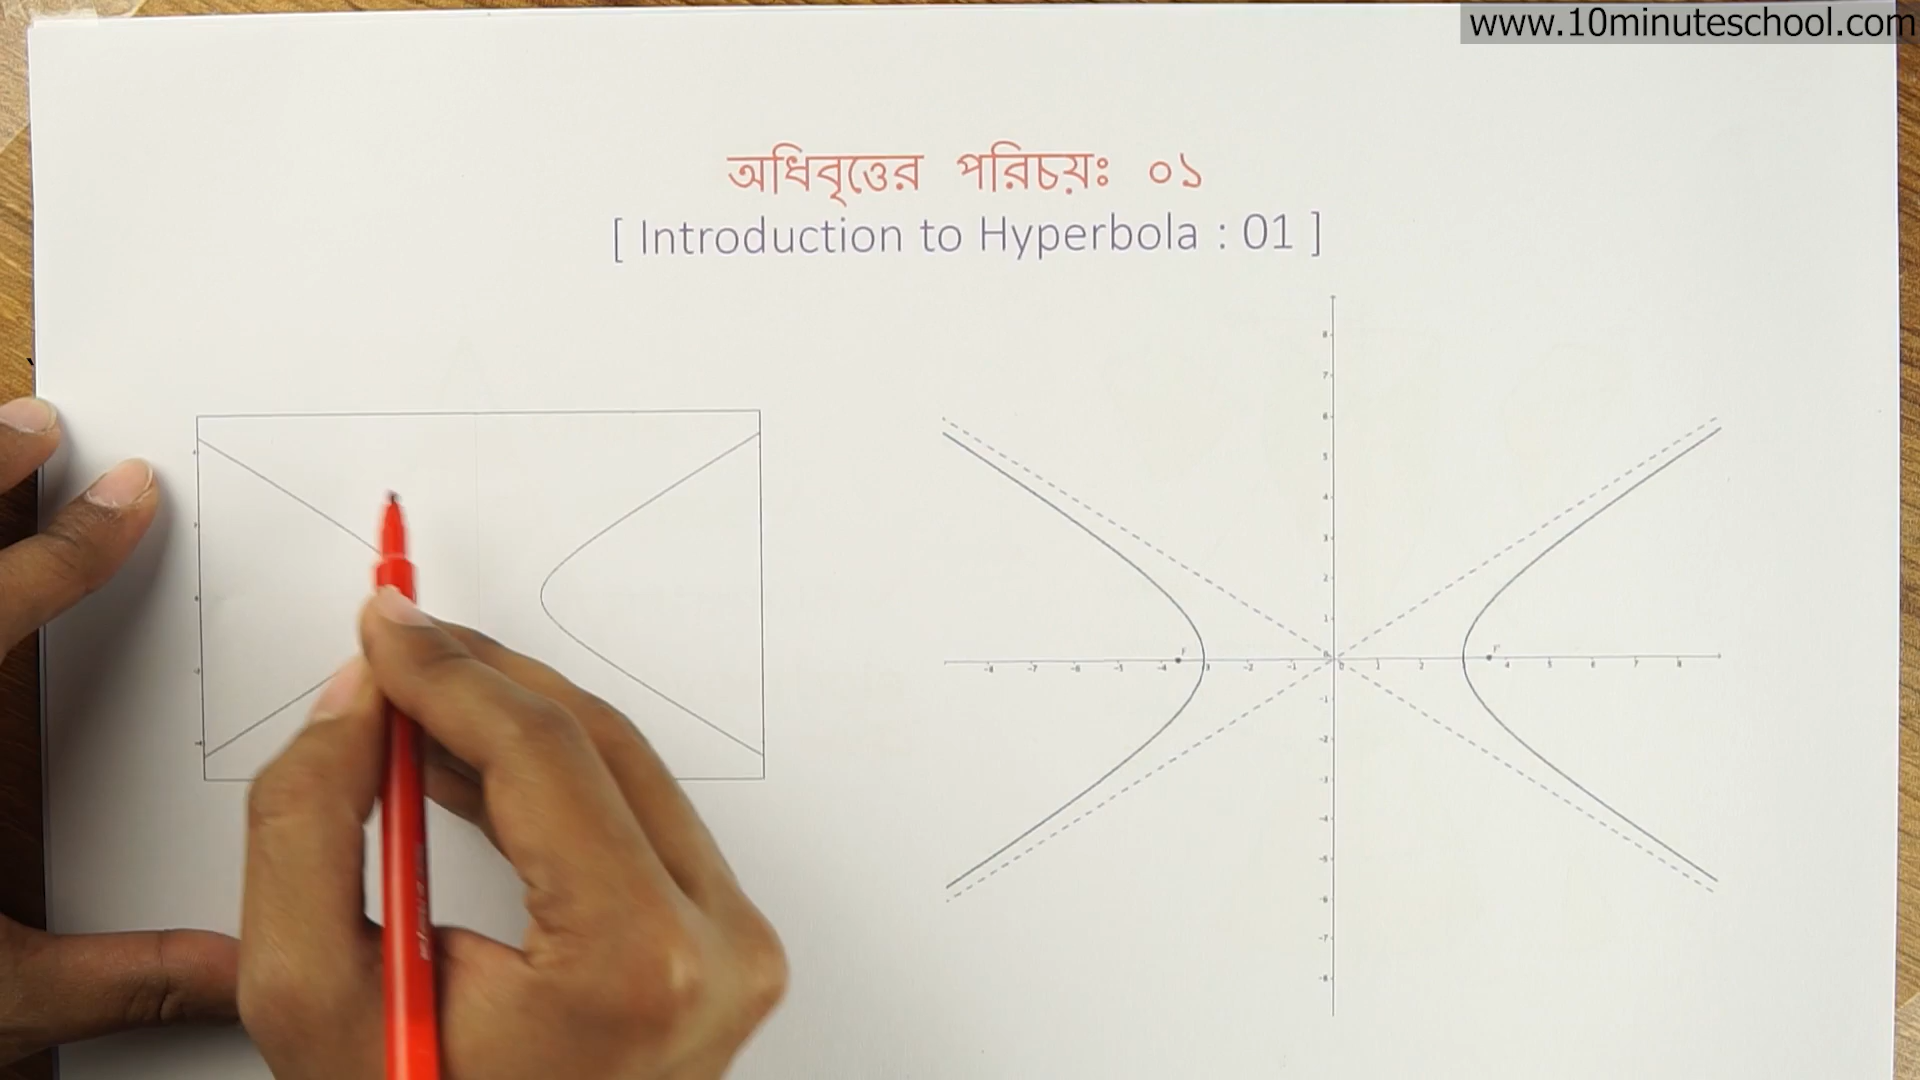 www.10minuteschool.com
অধিবৃত্তের পরিচয়ঃ ০১
[ Introduction to Hyperbola : 01 ]